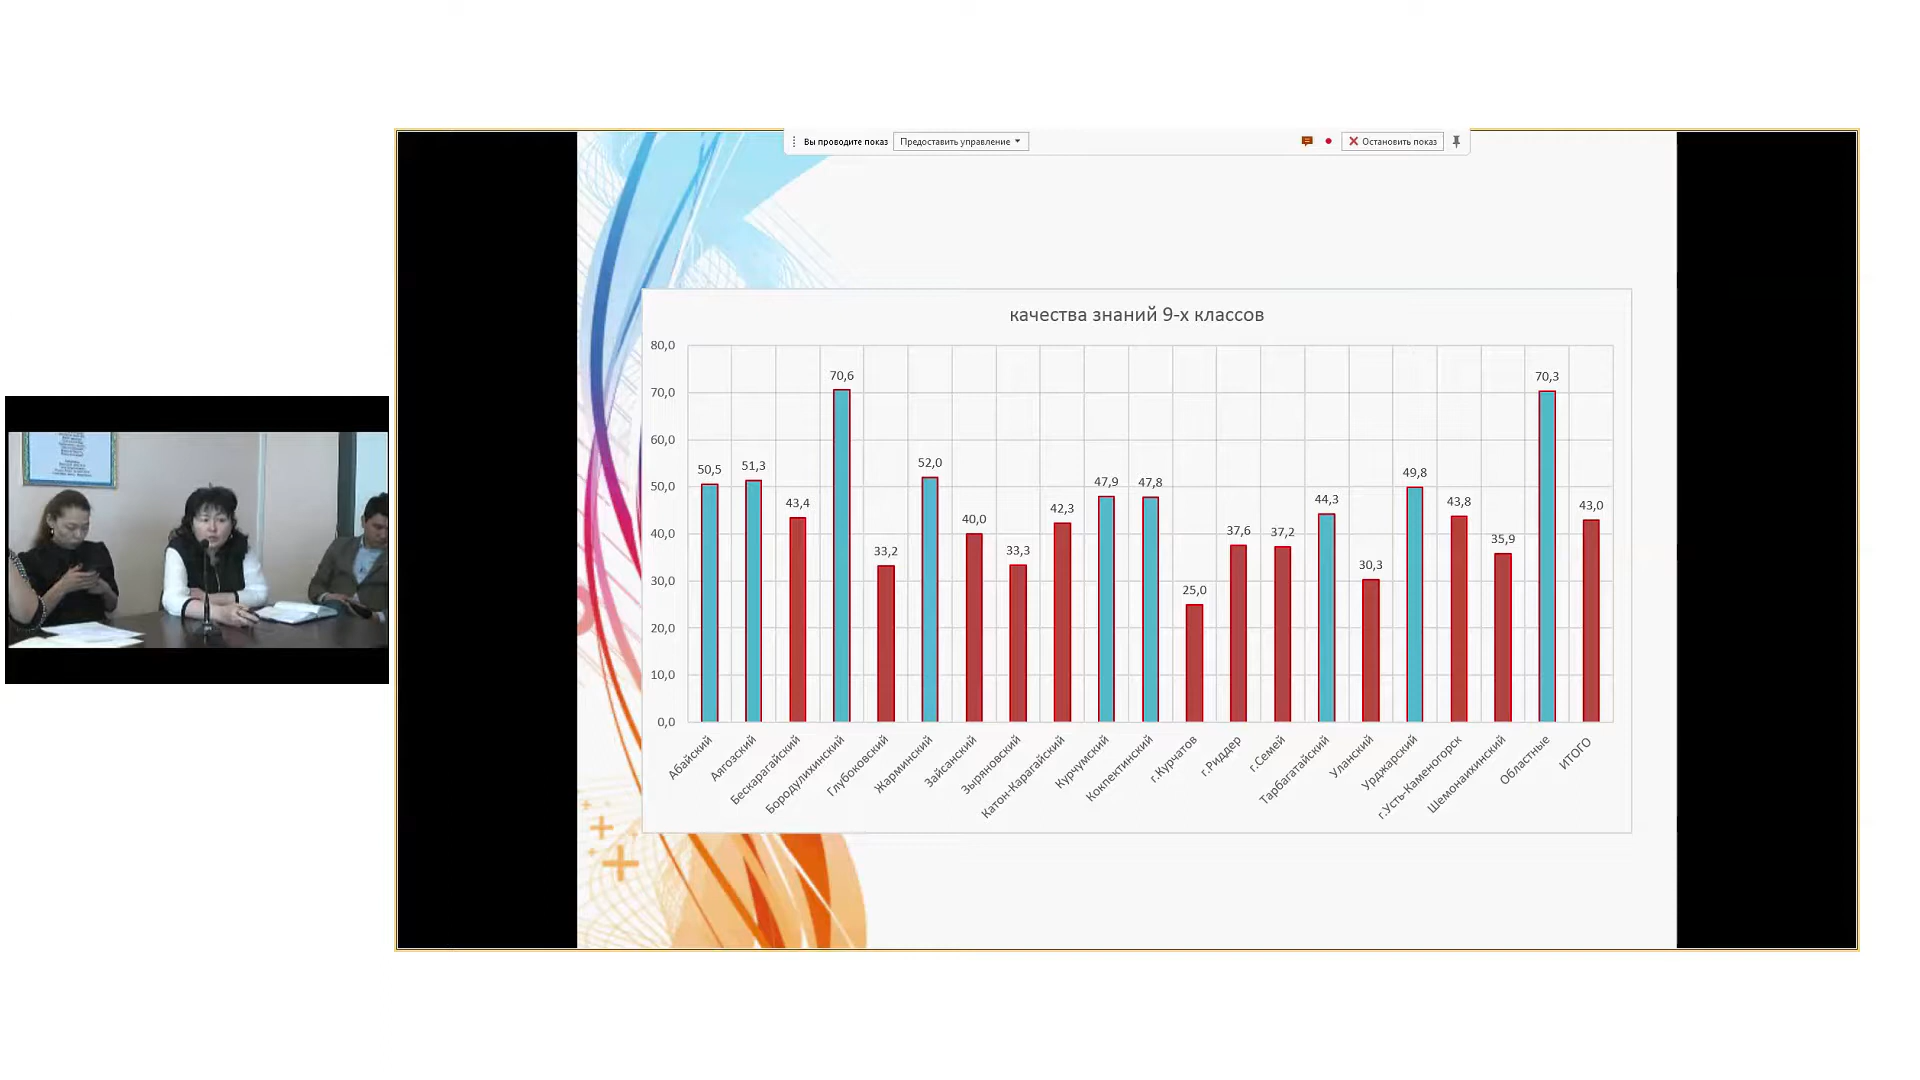 Вы проводите показ
Предоставить управление
Остановить показ
качества знаний 9-х классов
80,0
70,0
60,0
50,0
40,0
30,0
20,0
10,0
0,0
50,5
51,3
43,4
70,6
33,2
52,0
40,0
33,3
42,3
47,9
47,8
25,0
37,6
37,2
44,3
30,3
49,8
43,8
35,9
70,3
43,0
Абайский
Аягозский
Бескарагайский
Бородулихинский
Глубоковский
Жарминский
Зайсанский
Зыряновский
Катон-Карагайский
Курчумский
Кокпектинский
г.Курчатов
г.Риддер
г.Семей
Тарбагатайский
Уланский
Урджарский
г.Усть-Каменогорск
Шемонаихинский
Областные
ИТОГО